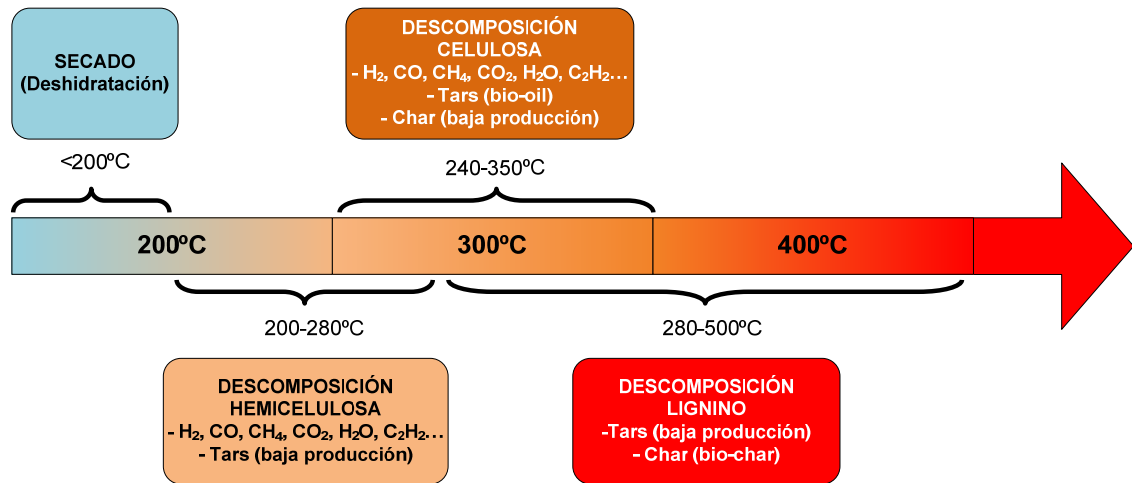 SECADO
(Deshidratación)
<200ºC
DESCOMPOSICIÓN
CELULOSA
- H₂, CO, CH₄, CO₂, H₂O, C₂H₂...
- Tars (bio-oil)
- Char (baja producción)
240-350ºC
200ºC
300ºC
400ºC
200-280ºC
DESCOMPOSICIÓN
HEMICELULOSA
- H₂, CO, CH₄, CO₂, H₂O, C₂H₂...
- Tars (baja producción)
280-500ºC
DESCOMPOSICIÓN
LIGNINO
-Tars (baja producción)
- Char (bio-char)